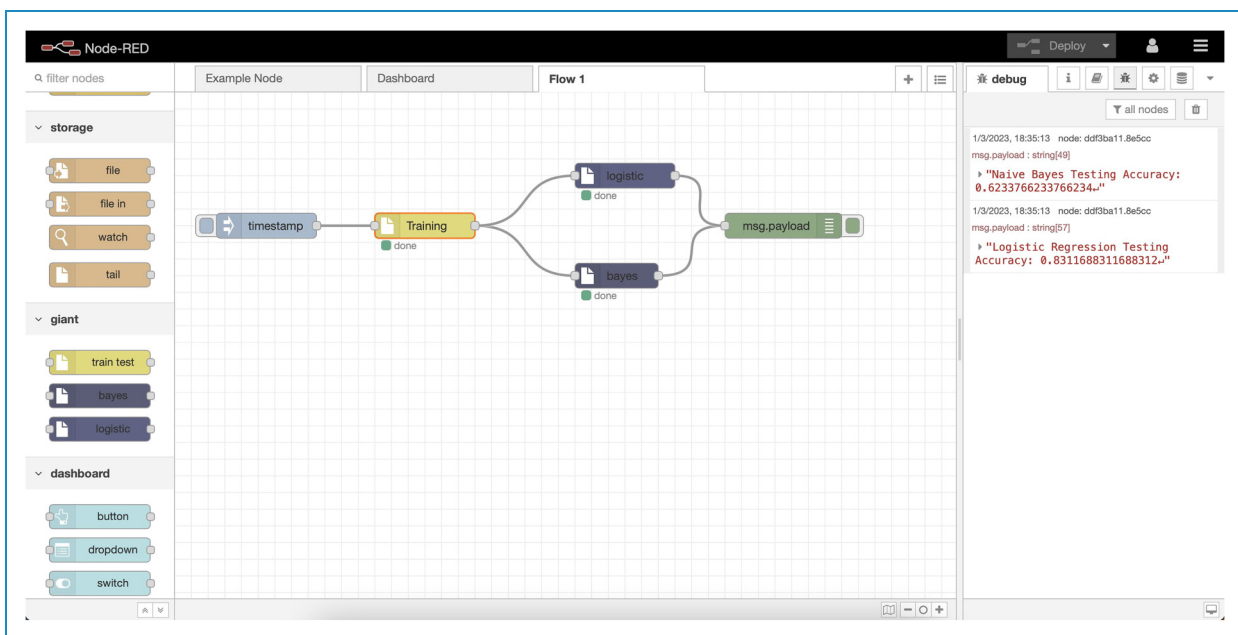 Node-RED
Deploy
filter nodes
storage
file
file in
watch
tail
giant
train test
bayes
logistic
dashboard
button
dropdown
switch
Example Node
Dashboard
Flow 1
timestamp
Training
done
logistic
done
bayes
done
msg.payload
debug
i
all nodes
1/3/2023, 18:35:13 node: ddf3ba11.8e5cc
msg.payload : string[49]
"Naive Bayes Testing Accuracy:
0.6233766233766234↵"
1/3/2023, 18:35:13 node: ddf3ba11.8e5cc
msg.payload : string[57]
"Logistic Regression Testing
Accuracy: 0.8311688311688312↵"